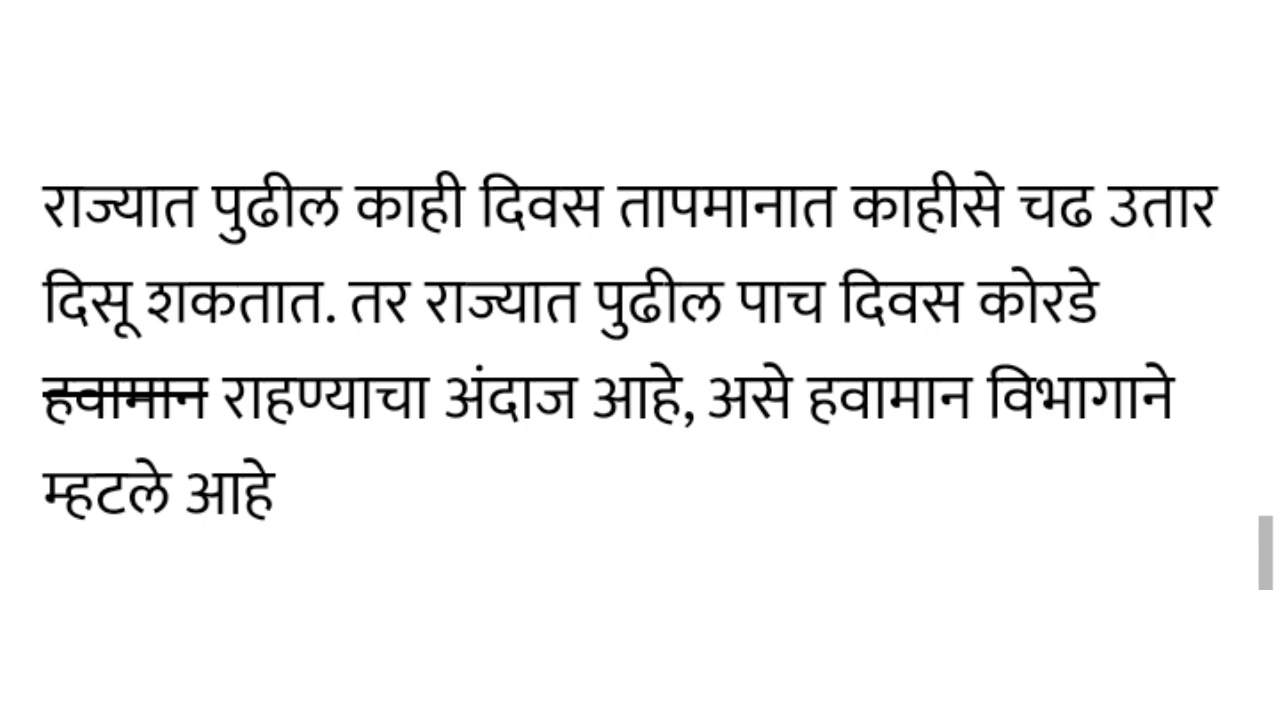 राज्यात पुढील काही दिवस तापमानात काहीसे चढ उतार
दिसू शकतात. तर राज्यात पुढील पाच दिवस कोरडे
हवामान राहण्याचा अंदाज आहे, असे हवामान विभागाने
म्हटले आहे